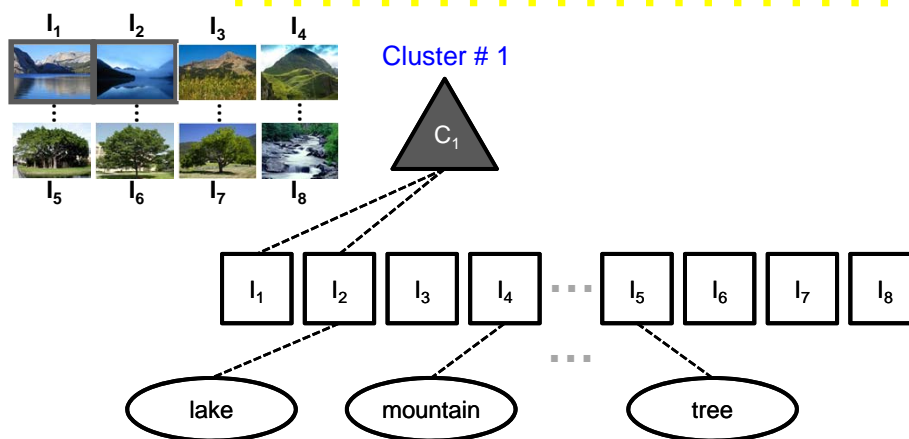 I₁ I₂ I₃ I₄
Cluster # 1
C₁
I₅ I₆ I₇ I₈
I₁ I₂ I₃ I₄ ... I₅ I₆ I₇ I₈
...
lake mountain tree